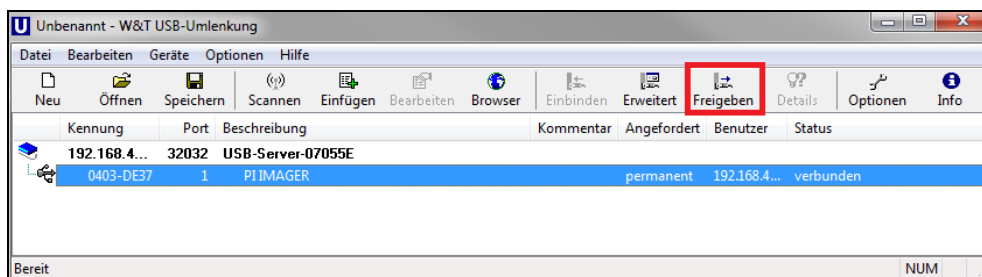 Unbenannt - W&T USB-Umlenkung
Datei Bearbeiten Geräte Optionen Hilfe
Neu Öffnen Speichern Scannen Einfügen Bearbeiten Browser Einbinden Erweitert Freigeben Details Optionen Info
Kennung Port Beschreibung Kommentar Angefordert Benutzer Status
192.168.4... 32032 USB-Server-07055E
0403-DE37 1 PI IMAGER permanent 192.168.4... verbunden
Bereit NUM